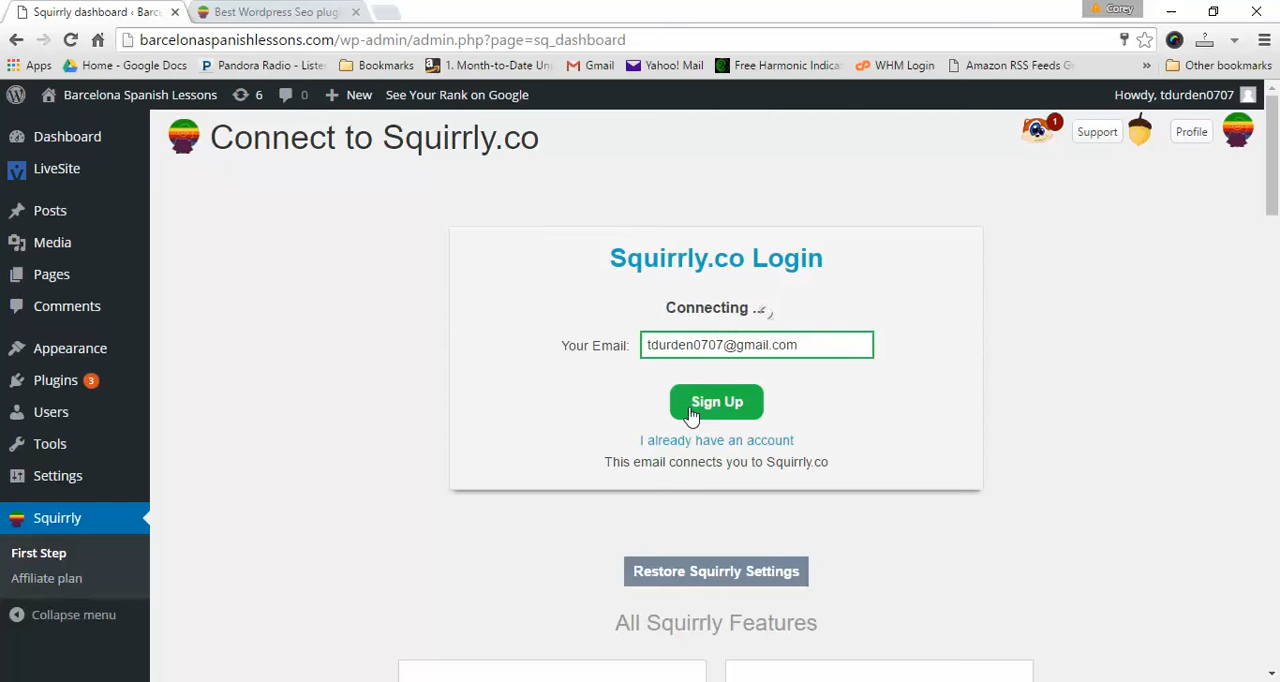 Squirrly dashboard ‹ Barce
Best Wordpress Seo plug
Corey
barcelonaspanishlessons.com/wp-admin/admin.php?page=sq_dashboard
Apps
Home - Google Docs
Pandora Radio - Liste
Bookmarks
1. Month-to-Date Un
Gmail
Yahoo! Mail
Free Harmonic Indica
WHM Login
Amazon RSS Feeds G
»
Other bookmarks
Barcelona Spanish Lessons
6
0
New
See Your Rank on Google
Howdy, tdurden0707
Dashboard
LiveSite
Posts
Media
Pages
Comments
Appearance
Plugins 3
Users
Tools
Settings
Squirrly
First Step
Affiliate plan
Collapse menu
Connect to Squirrly.co
1
Support
Profile
Squirrly.co Login
Connecting ...
Your Email: tdurden0707@gmail.com
Sign Up
I already have an account
This email connects you to Squirrly.co
Restore Squirrly Settings
All Squirrly Features